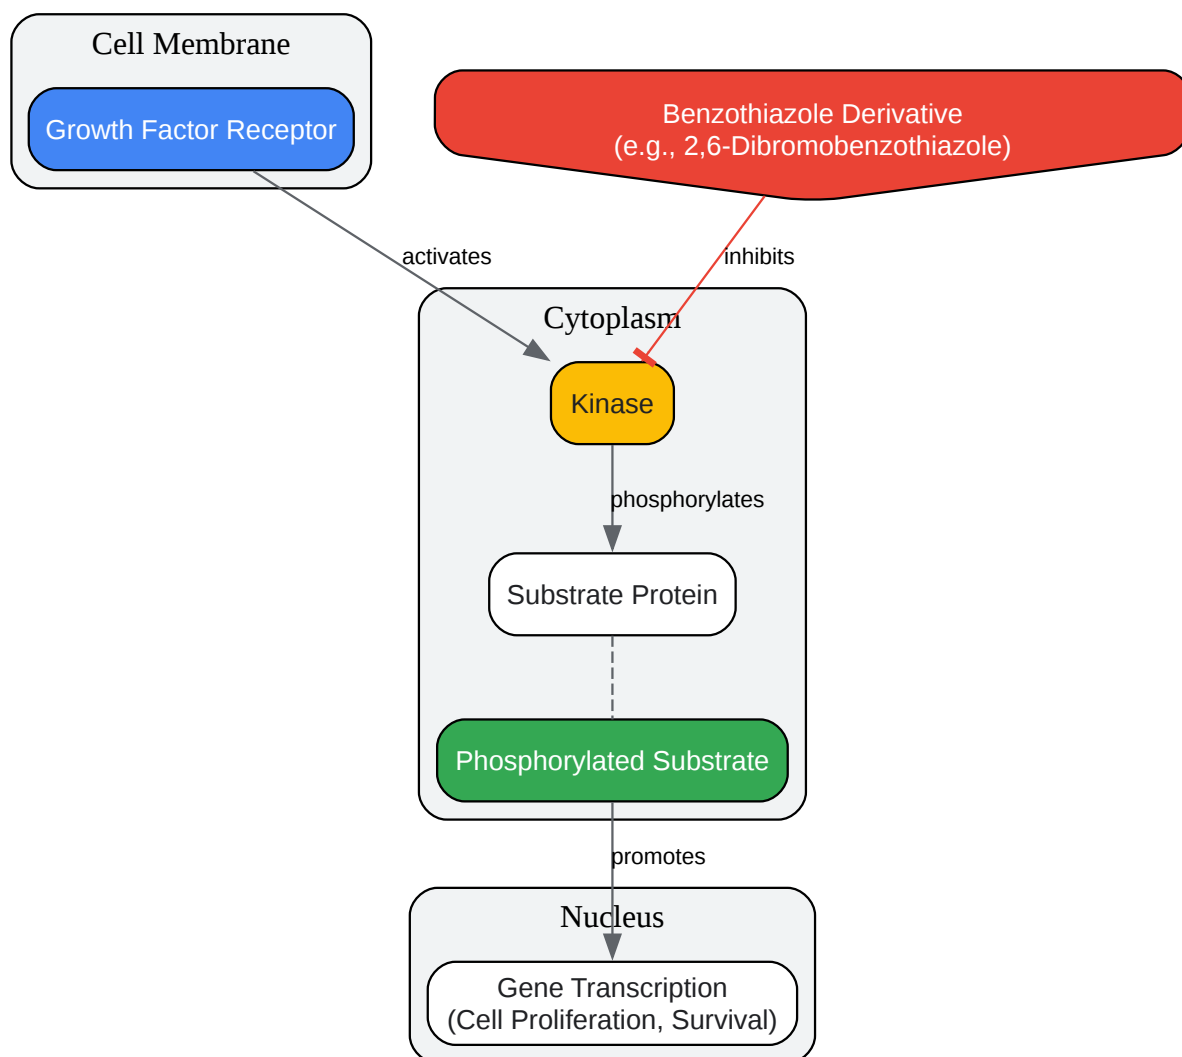 Cell Membrane
Growth Factor Receptor
Benzothiazole Derivative
(e.g., 2,6-Dibromobenzothiazole)
activates
inhibits
Cytoplasm
Kinase
phosphorylates
Substrate Protein
Phosphorylated Substrate
promotes
Nucleus
Gene Transcription
(Cell Proliferation, Survival)